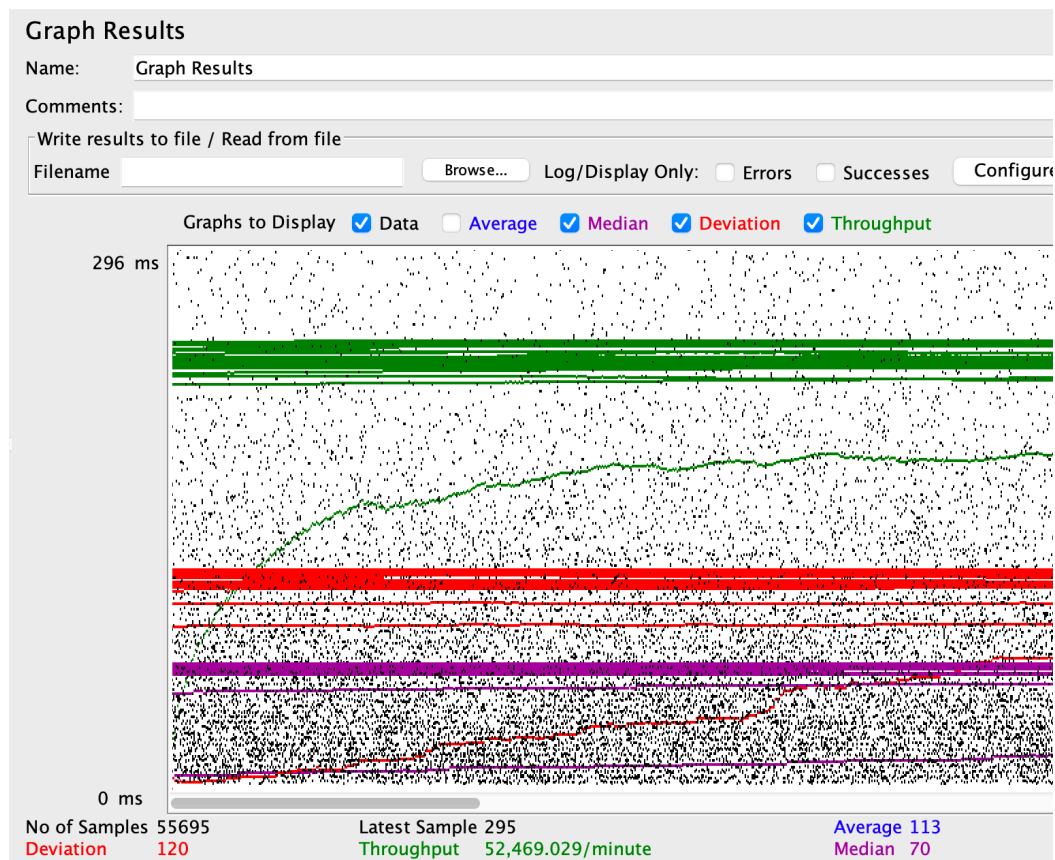 Graph Results
Name: Graph Results
Comments:
Write results to file / Read from file
Filename Browse... Log/Display Only: Errors Successes Configure
Graphs to Display Data Average Median Deviation Throughput
296 ms
0 ms
No of Samples 55695 Latest Sample 295 Average 113
Deviation 120 Throughput 52,469.029/minute Median 70